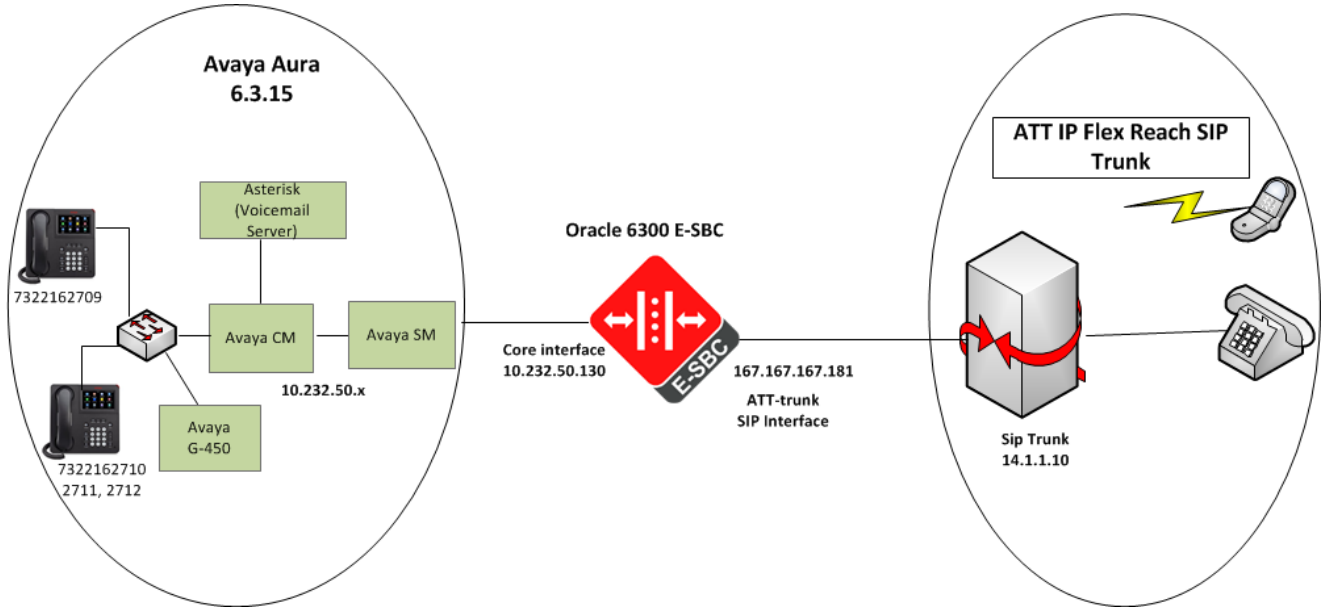 Avaya Aura
6.3.15
Asterisk
(Voicemail
Server)
7322162709
Avaya CM
Avaya SM
10.232.50.x
Avaya
G-450
7322162710
2711, 2712
Oracle 6300 E-SBC
E-SBC
Core interface
10.232.50.130
167.167.167.181
ATT-trunk
SIP Interface
ATT IP Flex Reach SIP
Trunk
Sip Trunk
14.1.1.10